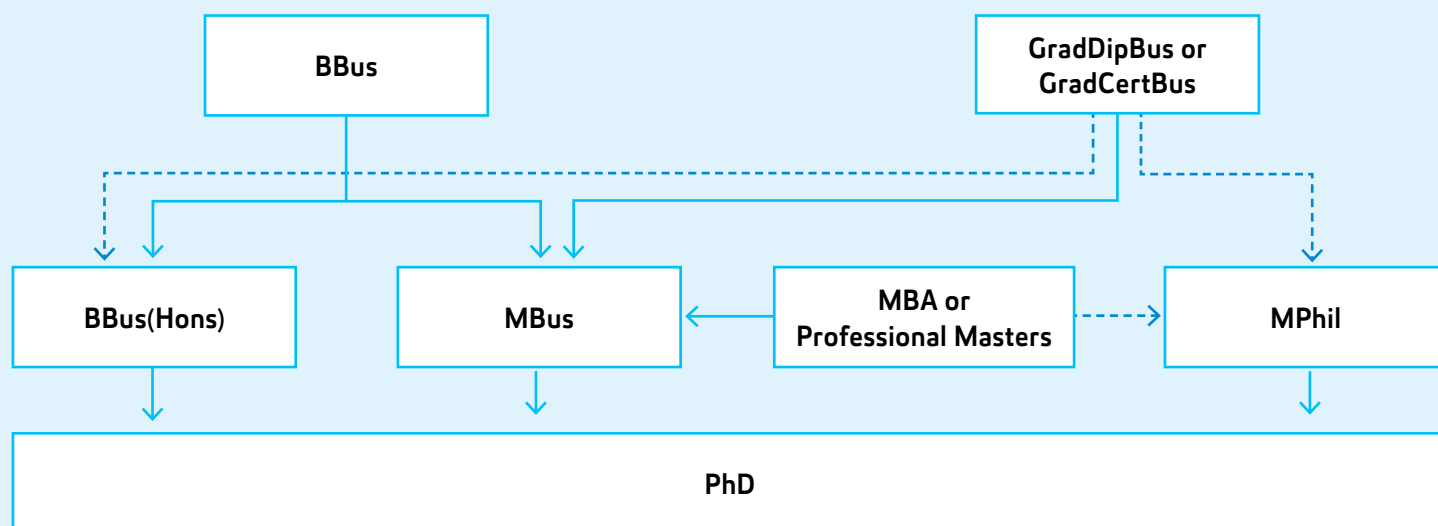 BBus
GradDipBus or
GradCertBus
BBus(Hons)
MBus
MBA or
Professional Masters
MPhil
PhD